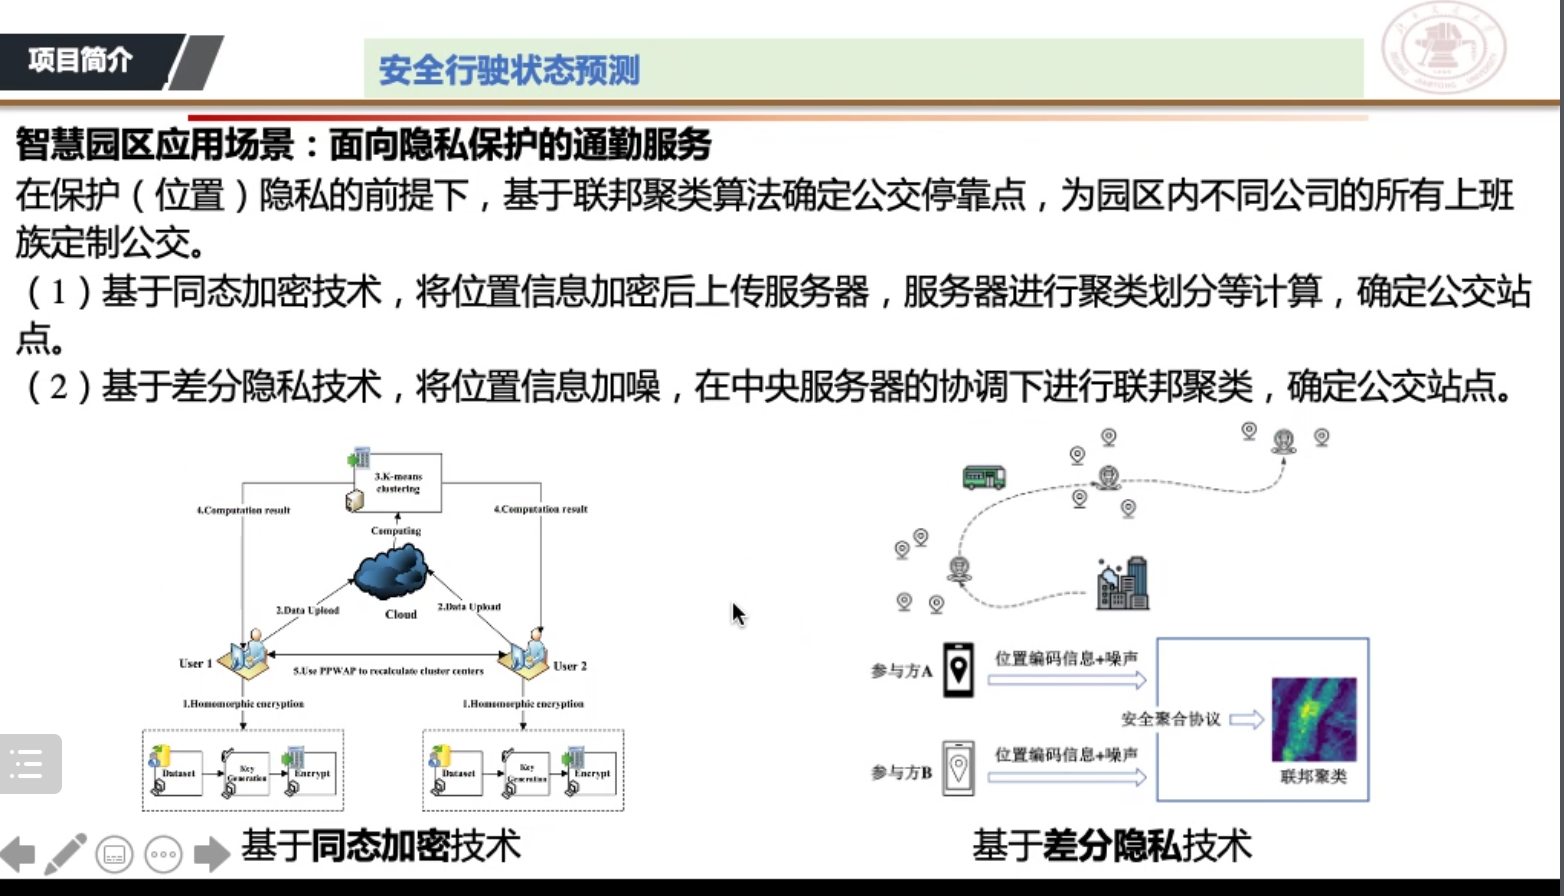 项目简介
安全行驶状态预测
智慧园区应用场景：面向隐私保护的通勤服务
在保护（位置）隐私的前提下，基于联邦聚类算法确定公交停靠点，为园区内不同公司的所有上班
族定制公交。
（1）基于同态加密技术，将位置信息加密后上传服务器，服务器进行聚类划分等计算，确定公交站
点。
（2）基于差分隐私技术，将位置信息加噪，在中央服务器的协调下进行联邦聚类，确定公交站点。
3.K-means
clustering
4.Computation result
4.Computation result
Computing
2.Data Upload
2.Data Upload
Cloud
User 1
5.Use PPWAP to recalculate cluster centers
User 2
1.Homomorphic encryption
1.Homomorphic encryption
Dataset
Key
Generation
Encrypt
Dataset
Key
Generation
Encrypt
基于同态加密技术
参与方A
位置编码信息+噪声
安全聚合协议
参与方B
位置编码信息+噪声
联邦聚类
基于差分隐私技术